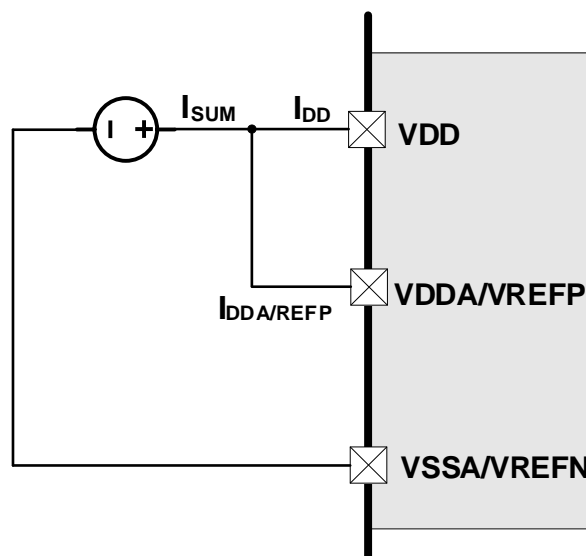 ISUM IDD
I + VDD
IDDA/REFP VDDA/VREFP
VSSA/VREFN